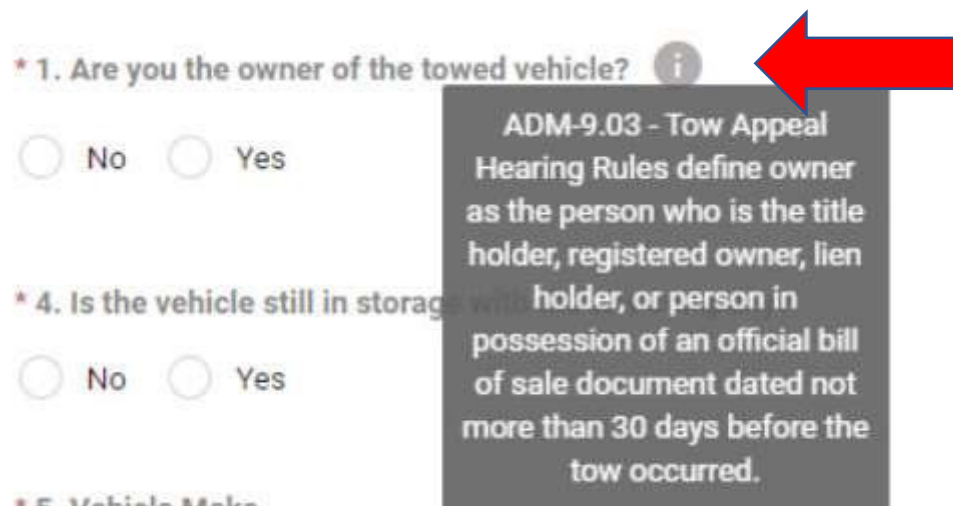 * 1. Are you the owner of the towed vehicle? i
ADM-9.03 - Tow Appeal
Hearing Rules define owner
as the person who is the title
holder, registered owner, lien
holder, or person in
possession of an official bill
of sale document dated not
more than 30 days before the
tow occurred.
No Yes
* 4. Is the vehicle still in storage
No Yes
* 5. Vehicle Make